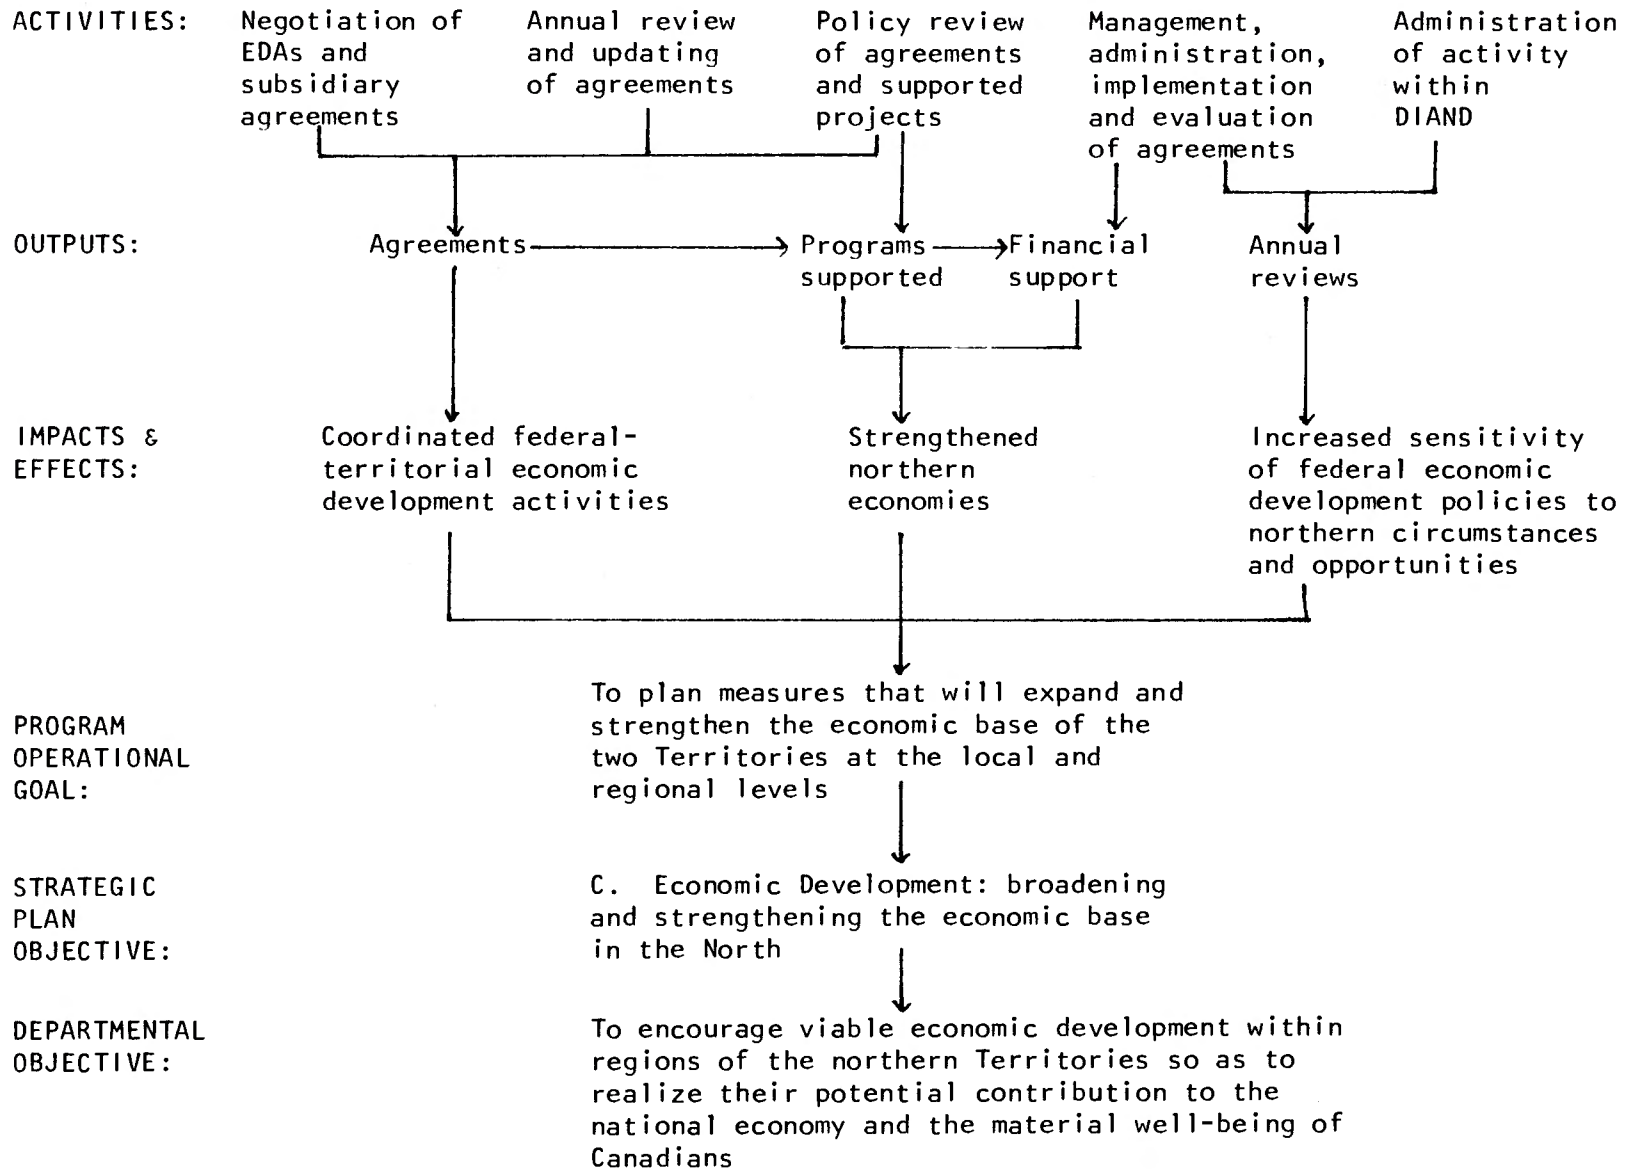 ACTIVITIES:
Negotiation of
EDAs and
subsidiary
agreements
Annual review
and updating
of agreements
Policy review
of agreements
and supported
projects
Management,
administration,
implementation
and evaluation
of agreements
Administration
of activity
within
DIAND
OUTPUTS:
Agreements
Programs
supported
Financial
support
Annual
reviews
IMPACTS &
EFFECTS:
Coordinated federal-
territorial economic
development activities
Strengthened
northern
economies
Increased sensitivity
of federal economic
development policies to
northern circumstances
and opportunities
PROGRAM
OPERATIONAL
GOAL:
To plan measures that will expand and
strengthen the economic base of the
two Territories at the local and
regional levels
STRATEGIC
PLAN
OBJECTIVE:
C. Economic Development: broadening
and strengthening the economic base
in the North
DEPARTMENTAL
OBJECTIVE:
To encourage viable economic development within
regions of the northern Territories so as to
realize their potential contribution to the
national economy and the material well-being of
Canadians